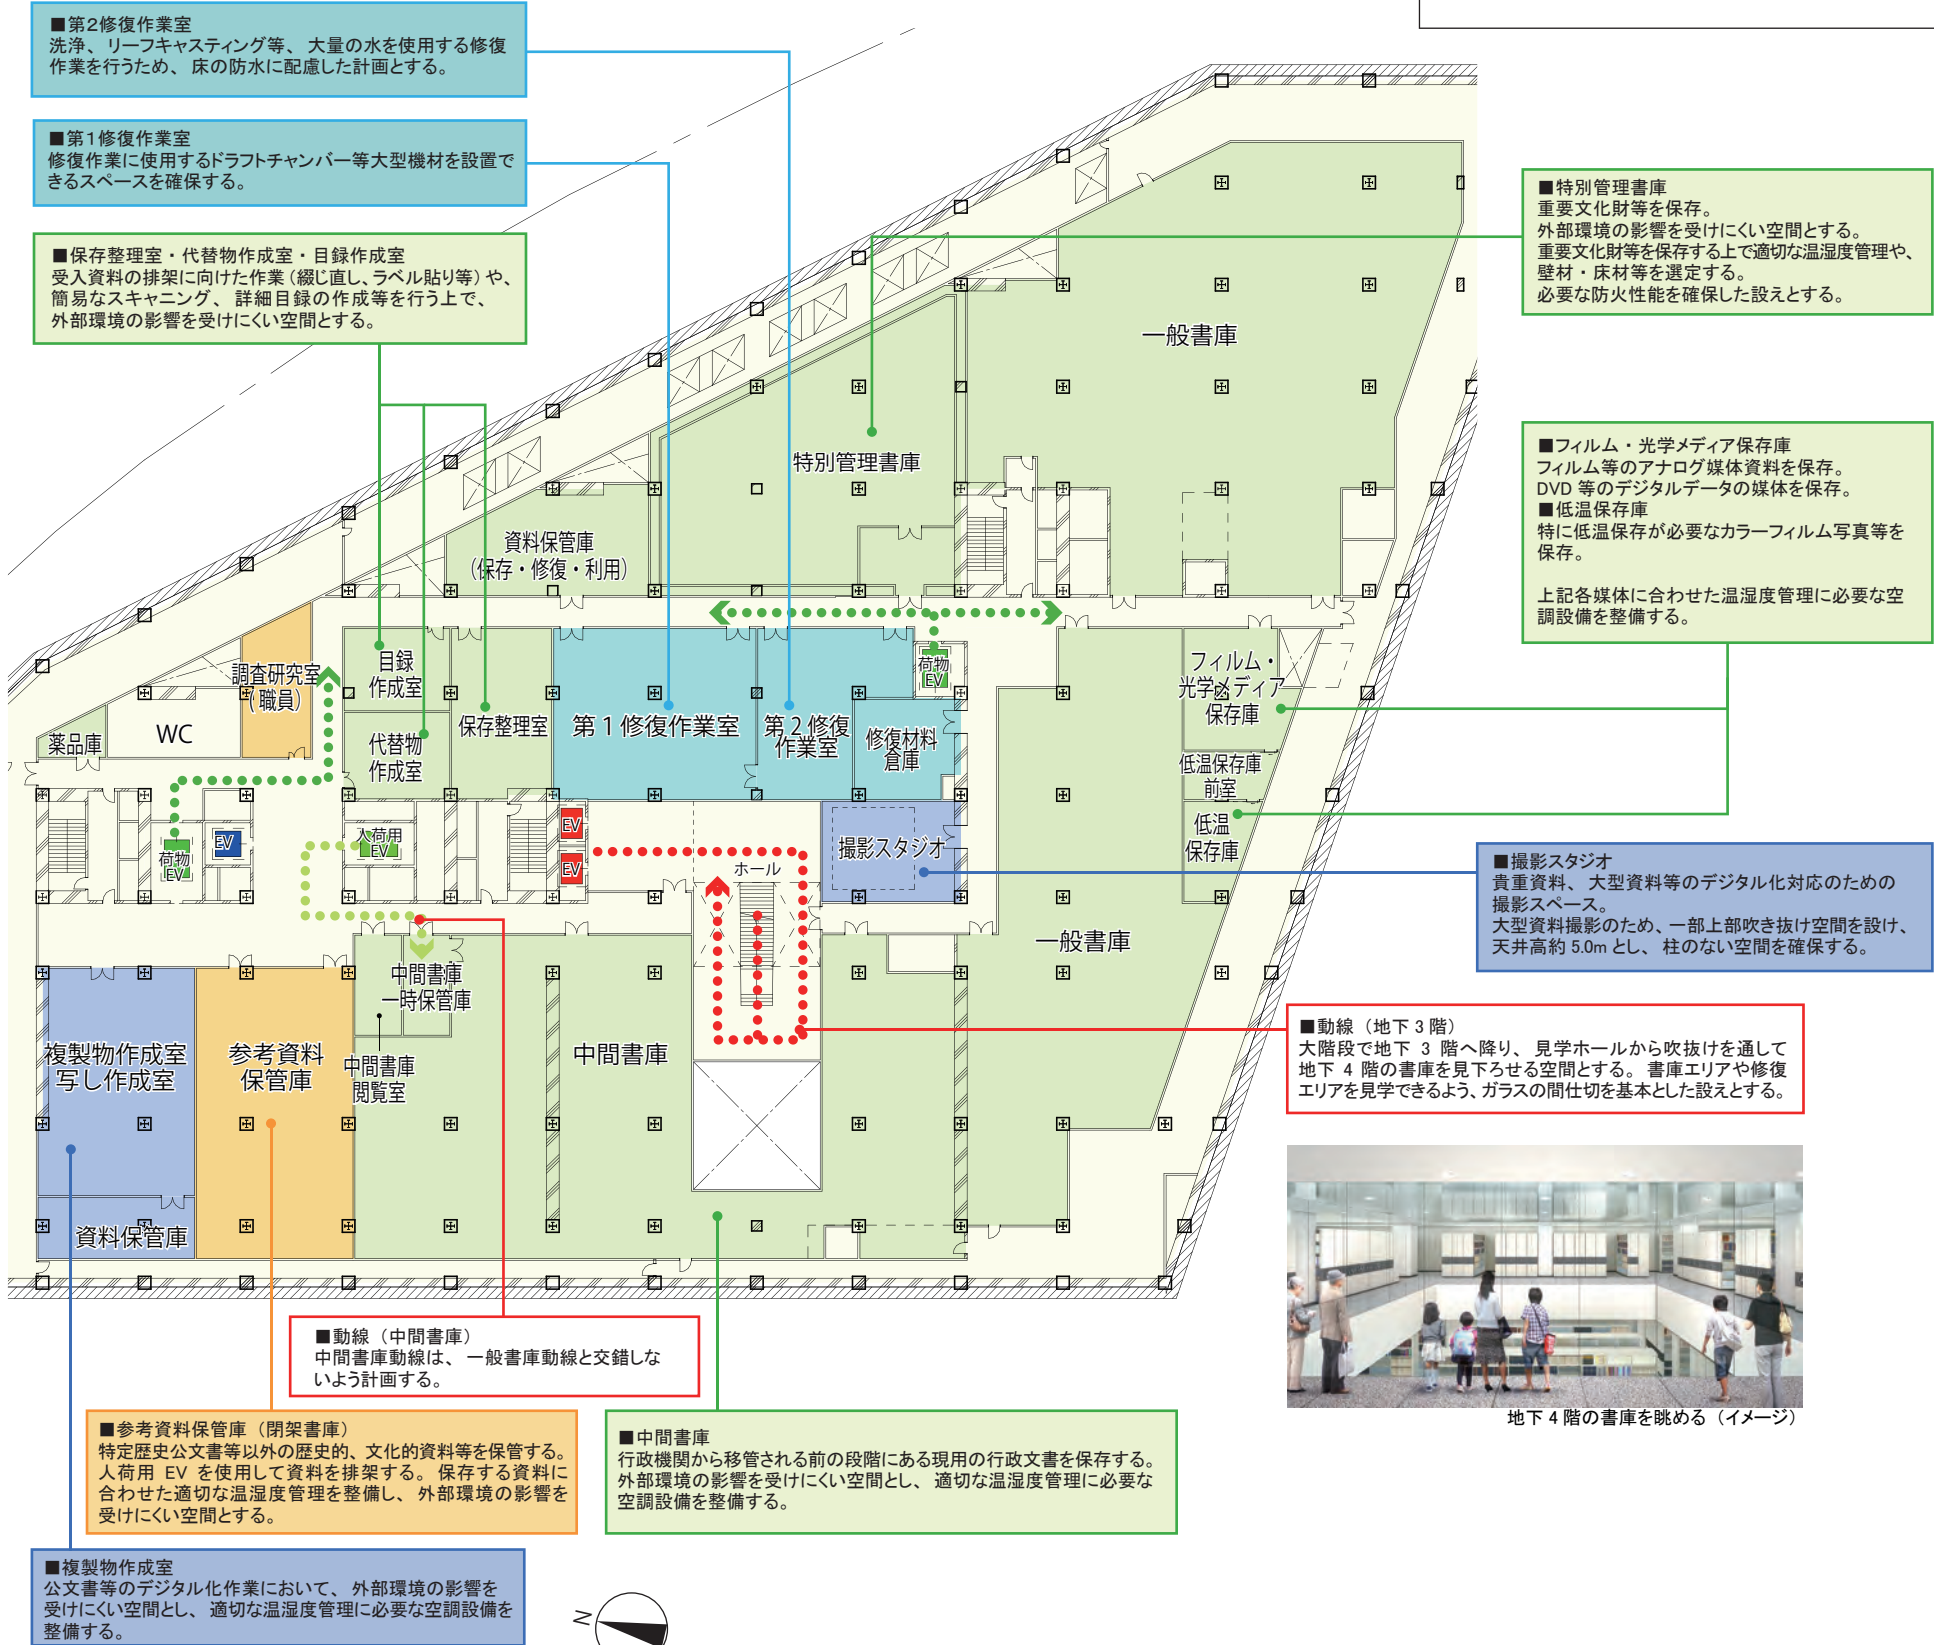 ■第2修復作業室
洗浄、リーフキャスティング等、大量の水を使用する修復
作業を行うため、床の防水に配慮した計画とする。
■第1修復作業室
修復作業に使用するドラフトチャンバー等大型機材を設置で
きるスペースを確保する。
■保存整理室・代替物作成室・目録作成室
受入資料の排架に向けた作業（綴じ直し、ラベル貼り等）や、
簡易なスキャニング、詳細目録の作成等を行う上で、
外部環境の影響を受けにくい空間とする。
■特別管理書庫
重要文化財等を保存。
外部環境の影響を受けにくい空間とする。
重要文化財等を保存する上で適切な温湿度管理や、
壁材・床材等を選定する。
必要な防火性能を確保した設えとする。
■フィルム・光学メディア保存庫
フィルム等のアナログ媒体資料を保存。
DVD 等のデジタルデータの媒体を保存。
■低温保存庫
特に低温保存が必要なカラーフィルム写真等を
保存。
上記各媒体に合わせた温湿度管理に必要な空
調設備を整備する。
一般書庫
特別管理書庫
資料保管庫
（保存・修復・利用）
調査研究室
（職員）
目録
作成室
荷物
EV
フィルム・
光学メディア
保存庫
薬品庫
WC
代替物
作成室
保存整理室
第1修復作業室
第2修復
作業室
修復材料
倉庫
低温保存庫
前室
低温
保存庫
荷物
EV
EV
人荷用
EV
EV
EV
ホール
撮影スタジオ
■撮影スタジオ
貴重資料、大型資料等のデジタル化対応のための
撮影スペース。
大型資料撮影のため、一部上部吹き抜け空間を設け、
天井高約 5.0m とし、柱のない空間を確保する。
一般書庫
中間書庫
一時保管庫
複製物作成室
写し作成室
参考資料
保管庫
中間書庫
閲覧室
中間書庫
資料保管庫
■動線（地下 3 階）
大階段で地下 3 階へ降り、見学ホールから吹抜けを通して
地下 4 階の書庫を見下ろせる空間とする。書庫エリアや修復
エリアを見学できるよう、ガラスの間仕切を基本とした設えとする。
地下 4 階の書庫を眺める（イメージ）
■動線（中間書庫）
中間書庫動線は、一般書庫動線と交錯しな
いよう計画する。
■参考資料保管庫（閉架書庫）
特定歴史公文書等以外の歴史的、文化的資料等を保管する。
人荷用 EV を使用して資料を排架する。保存する資料に
合わせた適切な温湿度管理を整備し、外部環境の影響を
受けにくい空間とする。
■中間書庫
行政機関から移管される前の段階にある現用の行政文書を保存する。
外部環境の影響を受けにくい空間とし、適切な温湿度管理に必要な
空調設備を整備する。
■複製物作成室
公文書等のデジタル化作業において、外部環境の影響を
受けにくい空間とし、適切な温湿度管理に必要な空調設備を
整備する。
N